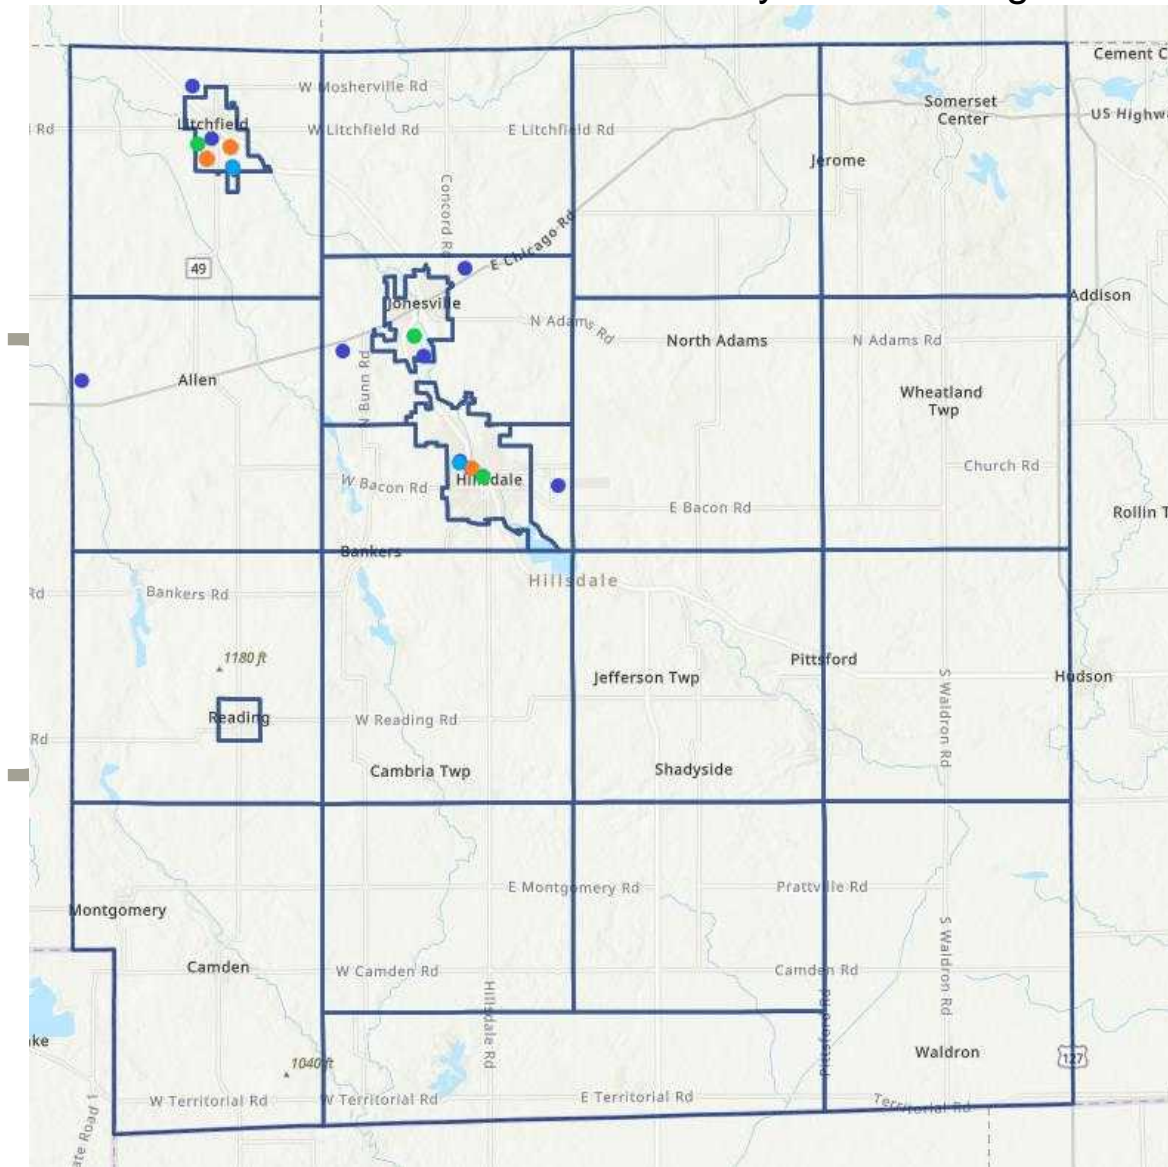 Cement C
W Mosherville Rd
Somerset
Center
US Highw
Litchfield
Rd
W Litchfield Rd
E Litchfield Rd
Jerome
Concord Rd
E Chicago Rd
49
Jonesville
Addison
N Adams Rd
North Adams
N Adams Rd
Allen
N Bunn Rd
Wheatland
Twp
W Bacon Rd
Hillsdale
Church Rd
E Bacon Rd
Rollin T
Bankers
Hillsdale
Rd
Bankers Rd
1180 ft
Pittsford
Jefferson Twp
Hudson
Reading
W Reading Rd
S Waldron Rd
Rd
Cambria Twp
Shadyside
E Montgomery Rd
Prattville Rd
Montgomery
S Waldron Rd
Camden
W Camden Rd
Camden Rd
Hillsdale Rd
Pittsford Rd
ke
1040 ft
Waldron
127
W Territorial Rd
W Territorial Rd
E Territorial Rd
Territorial Rd
ate Road 1